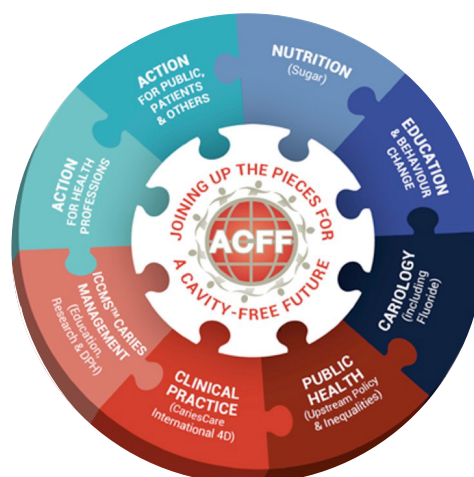 NUTRITION
(Sugar)
EDUCATION
& BEHAVIOUR
CHANGE
CARIOLOGY
(Including
Fluoride)
PUBLIC
HEALTH
(Upstream Policy
& Inequalities)
CLINICAL
PRACTICE
(CariesCare
International 4D)
ICCMS™ CARIES
MANAGEMENT
(Education,
Research & DPH)
ACTION
FOR HEALTH
PROFESSIONS
ACTION
FOR PUBLIC,
PATIENTS
& OTHERS
JOINING UP THE PIECES FOR
ACFF
A CAVITY-FREE FUTURE